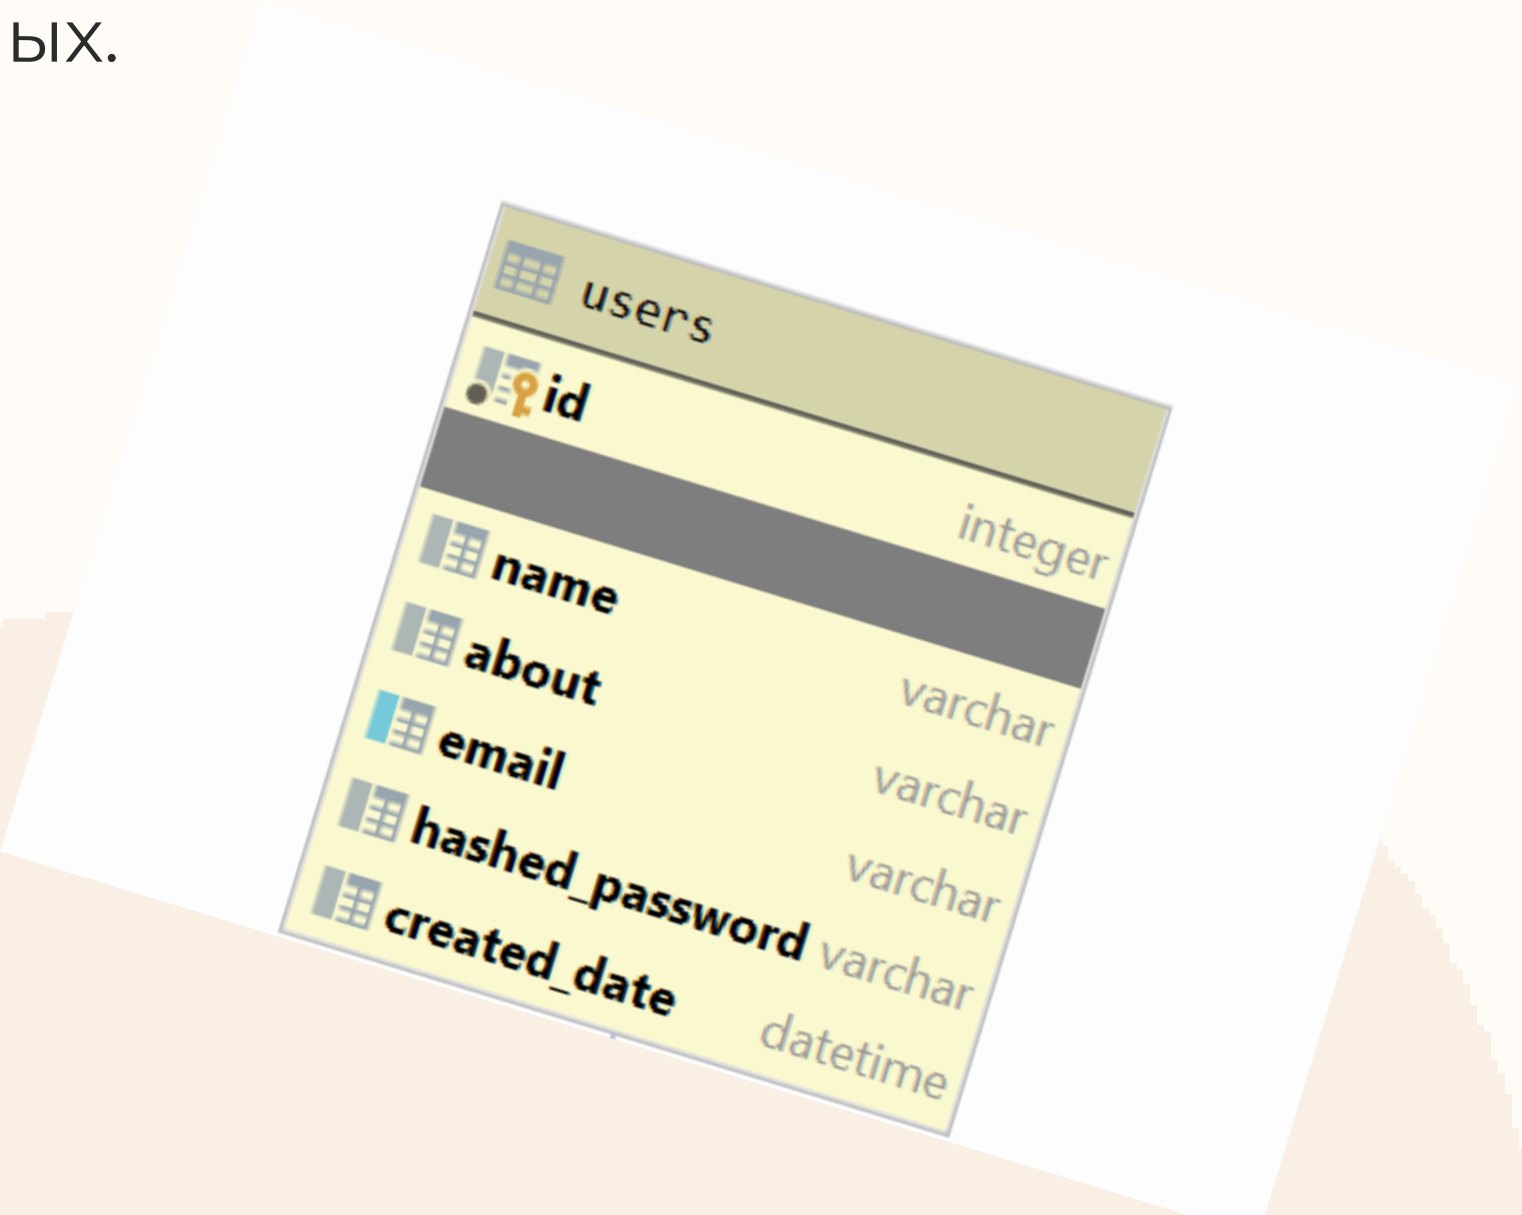 ых.
users
id integer
name varchar
about varchar
email varchar
hashed_password varchar
created_date datetime